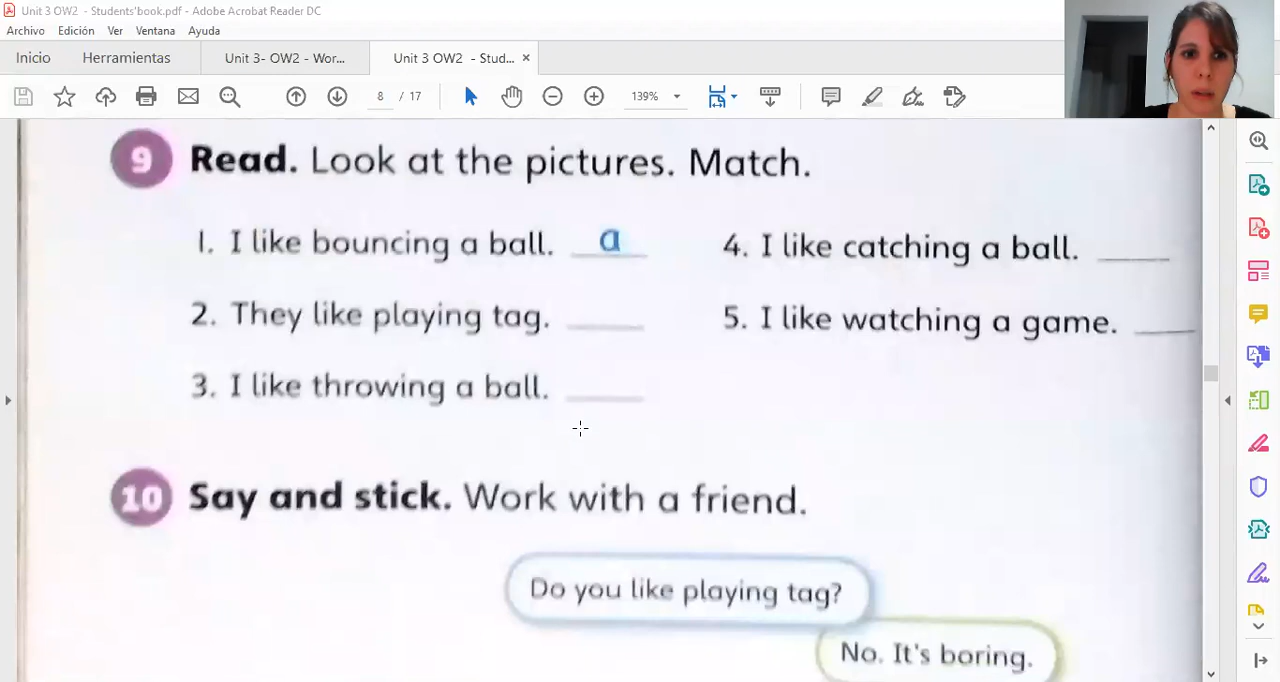 Unit 3 OW2 - Students'book.pdf - Adobe Acrobat Reader DC
Archivo Edición Ver Ventana Ayuda
Inicio Herramientas Unit 3- OW2 - Wor... Unit 3 OW2 - Stud... ×
8 / 17 139%
9 Read. Look at the pictures. Match.
1. I like bouncing a ball. a
4. I like catching a ball.
2. They like playing tag.
5. I like watching a game.
3. I like throwing a ball.
10 Say and stick. Work with a friend.
Do you like playing tag?
No. It's boring.